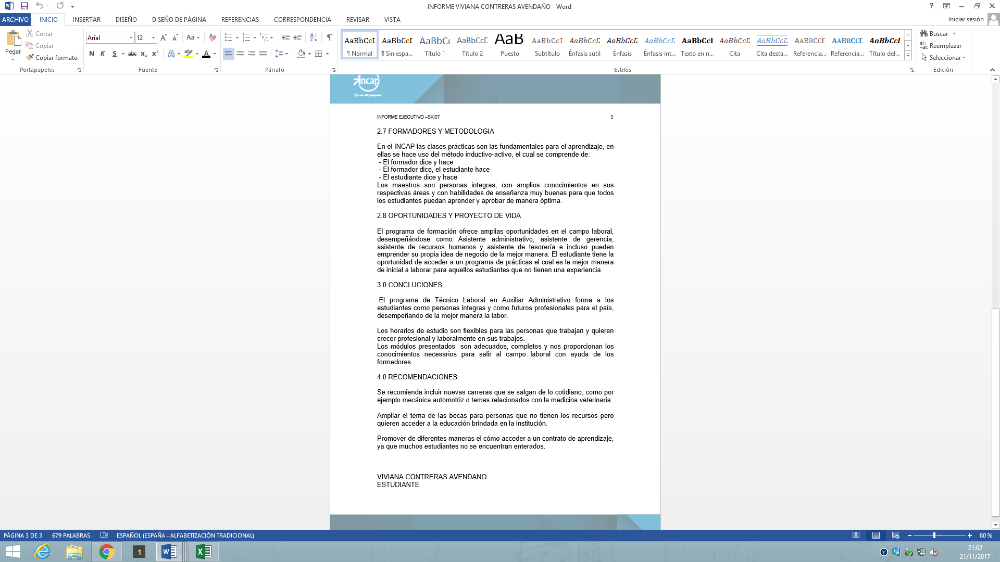 INFORME VIVIANA CONTRERAS AVENDAÑO - Word
ARCHIVO INICIO INSERTAR DISEÑO DISEÑO DE PÁGINA REFERENCIAS CORRESPONDENCIA REVISAR VISTA Iniciar sesión
Pegar
Cortar
Copiar
Copiar formato
Portapapeles
Arial 12
N K S abc x₂ x²
Fuente
Párrafo
AaBbCcI AaBbCcI AaBbCc AaBbCcD AaB AaBbCcI AaBbCcD AaBbCcD AaBbCcD AaBbCcI AaBbCcD AaBbCcD AABBCCD AABBCCD AaBbCcI
¶ Normal ¶ Sin espa... Título 1 Título 2 Puesto Subtítulo Énfasis sutil Énfasis Énfasis int... Texto en n... Cita Cita desta... Referencia... Referencia... Título del...
Estilos
Buscar
Reemplazar
Seleccionar
Edición
incap
INFORME EJECUTIVO –SKI07 3
2.7 FORMADORES Y METODOLOGIA
En el INCAP las clases prácticas son las fundamentales para el aprendizaje, en
ellas se hace uso del método inductivo-activo, el cual se comprende de:
- El formador dice y hace
- El formador dice, el estudiante hace
- El estudiante dice y hace
Los maestros son personas integras, con amplios conocimientos en sus
respectivas áreas y con habilidades de enseñanza muy buenas para que todos
los estudiantes puedan aprender y aprobar de manera óptima.
2.8 OPORTUNIDADES Y PROYECTO DE VIDA
El programa de formación ofrece amplias oportunidades en el campo laboral,
desempeñándose como Asistente administrativo, asistente de gerencia,
asistente de recursos humanos y asistente de tesorería e incluso pueden
emprender su propia idea de negocio de la mejor manera. El estudiante tiene la
oportunidad de acceder a un programa de prácticas el cual es la mejor manera
de inicial a laborar para aquellos estudiantes que no tienen una experiencia.
3.0 CONCLUCIONES
El programa de Técnico Laboral en Auxiliar Administrativo forma a los
estudiantes como personas integras y como futuros profesionales para el país,
desempeñando de la mejor manera la labor.
Los horarios de estudio son flexibles para las personas que trabajan y quieren
crecer profesional y laboralmente en sus trabajos.
Los módulos presentados son adecuados, completos y nos proporcionan los
conocimientos necesarios para salir al campo laboral con ayuda de los
formadores.
4.0 RECOMENDACIONES
Se recomienda incluir nuevas carreras que se salgan de lo cotidiano, como por
ejemplo mecánica automotriz o temas relacionados con la medicina veterinaria.
Ampliar el tema de las becas para personas que no tienen los recursos pero
quieren acceder a la educación brindada en la institución.
Promover de diferentes maneras el cómo acceder a un contrato de aprendizaje,
ya que muchos estudiantes no se encuentran enterados.
VIVIANA CONTRERAS AVENDANO
ESTUDIANTE
PÁGINA 3 DE 3 679 PALABRAS ESPAÑOL (ESPAÑA - ALFABETIZACIÓN TRADICIONAL) 80 %
1
21:02
21/11/2017